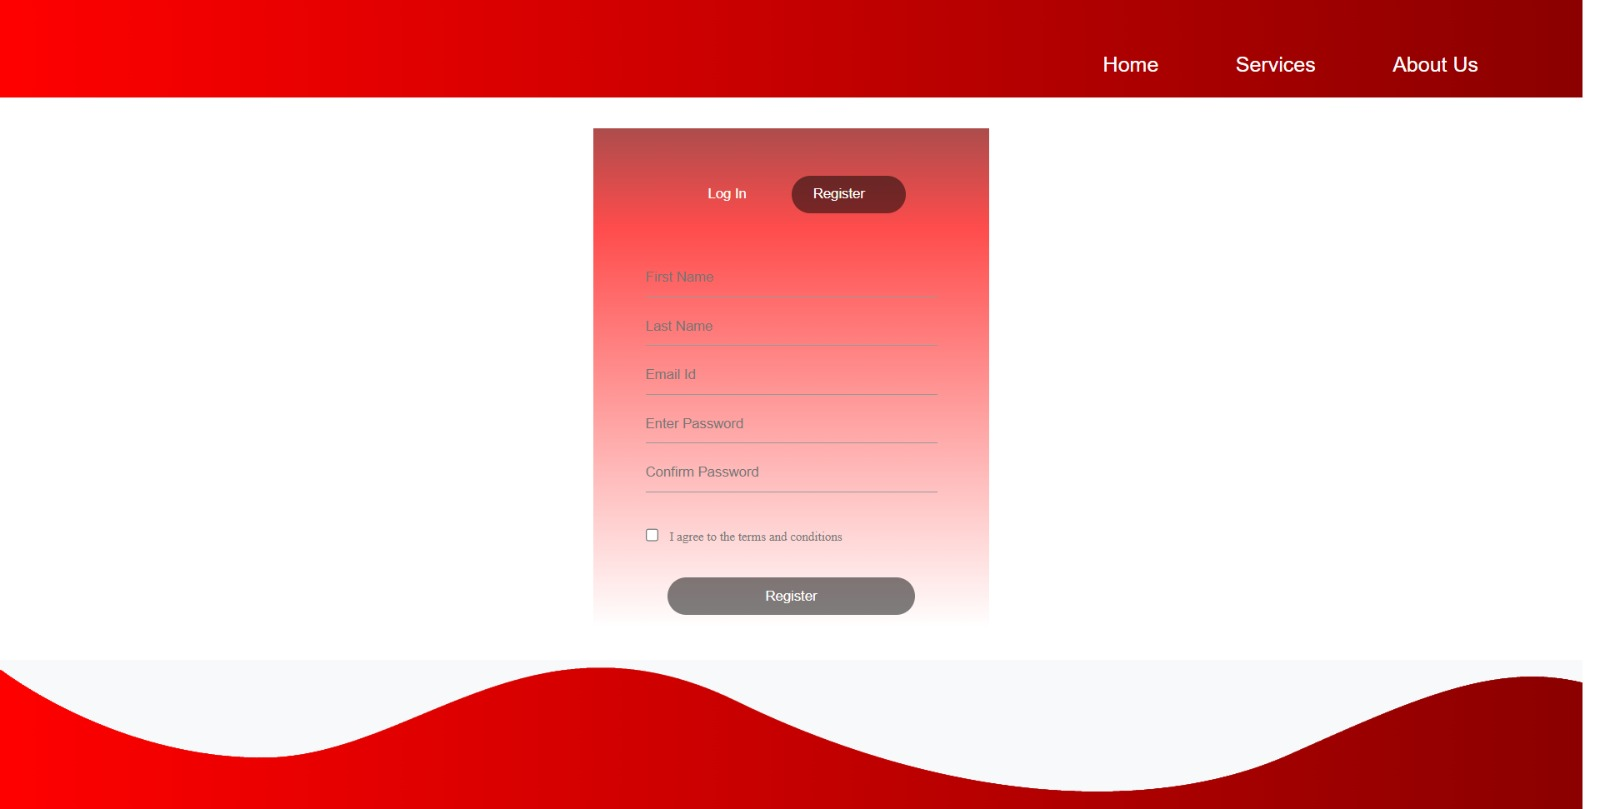 Home Services About Us
Log In Register
First Name
Last Name
Email Id
Enter Password
Confirm Password
I agree to the terms and conditions
Register